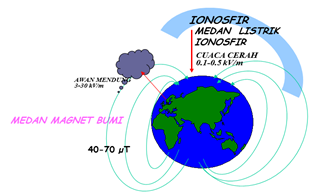 IONOSFIR
MEDAN LISTRIK
IONOSFIR
CUACA CERAH
0.1-0.5 kV/m
AWAN MENDUNG
3-30 kV/m
MEDAN MAGNET BUMI
40-70 µT